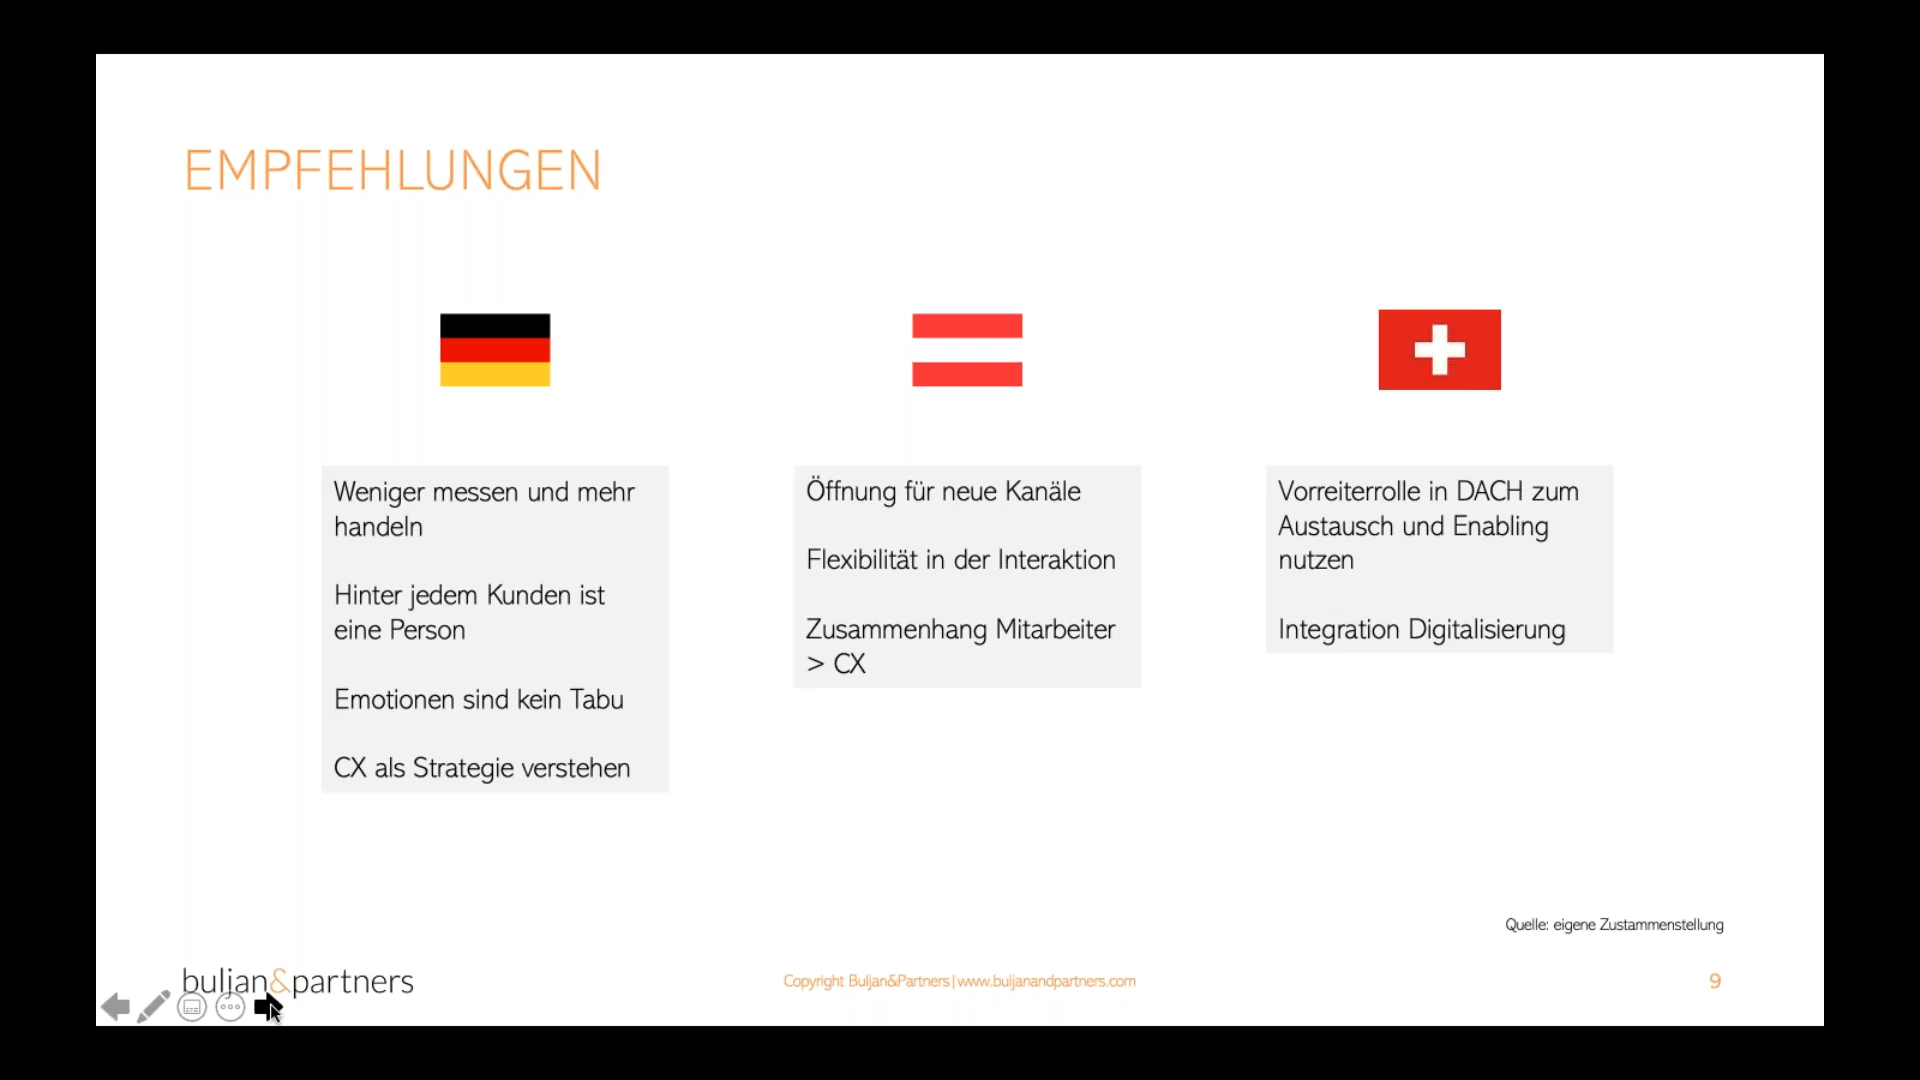 EMPFEHLUNGEN
Weniger messen und mehr
handeln
Hinter jedem Kunden ist
eine Person
Emotionen sind kein Tabu
CX als Strategie verstehen
Öffnung für neue Kanäle
Flexibilität in der Interaktion
Zusammenhang Mitarbeiter
> CX
Vorreiterrolle in DACH zum
Austausch und Enabling
nutzen
Integration Digitalisierung
Quelle: eigene Zustammenstellung
buljan&partners
Copyright Buljan&Partners|www.buljanandpartners.com
9